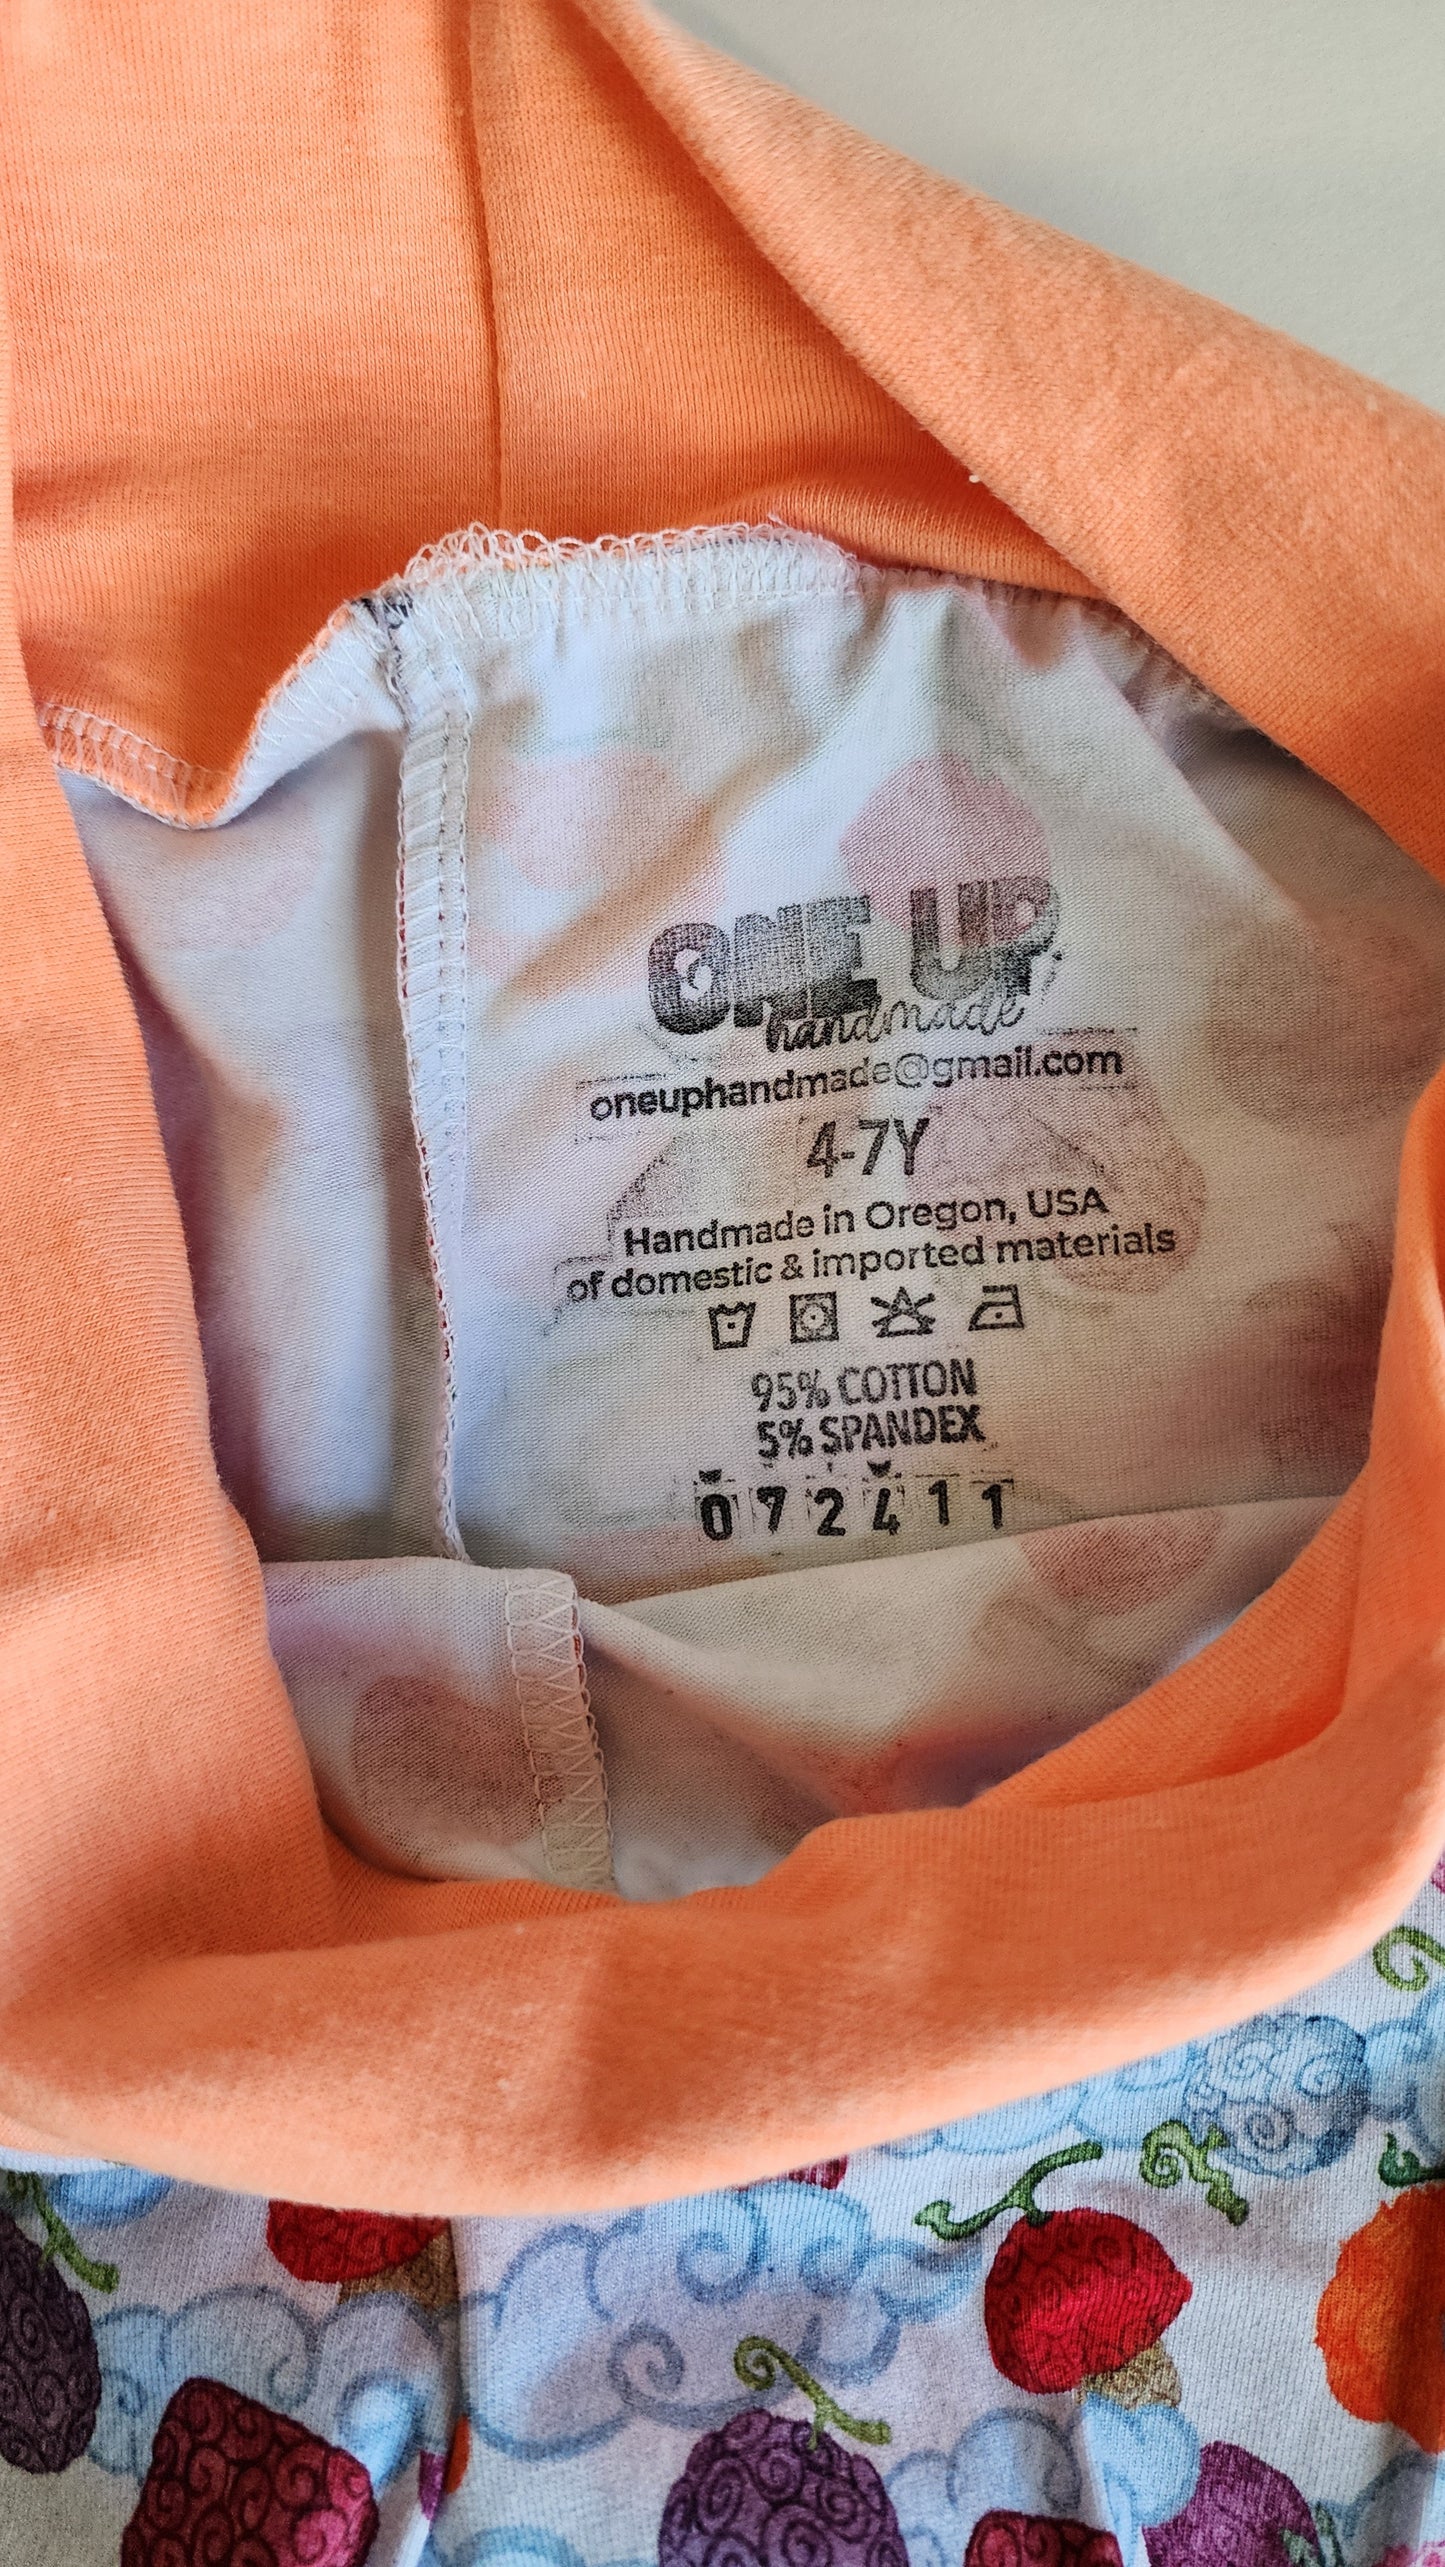 ONE UP
handmade
oneuphandmade@gmail.com
4-7Y
Handmade in Oregon, USA
of domestic & imported materials
95% COTTON
5% SPANDEX
072411